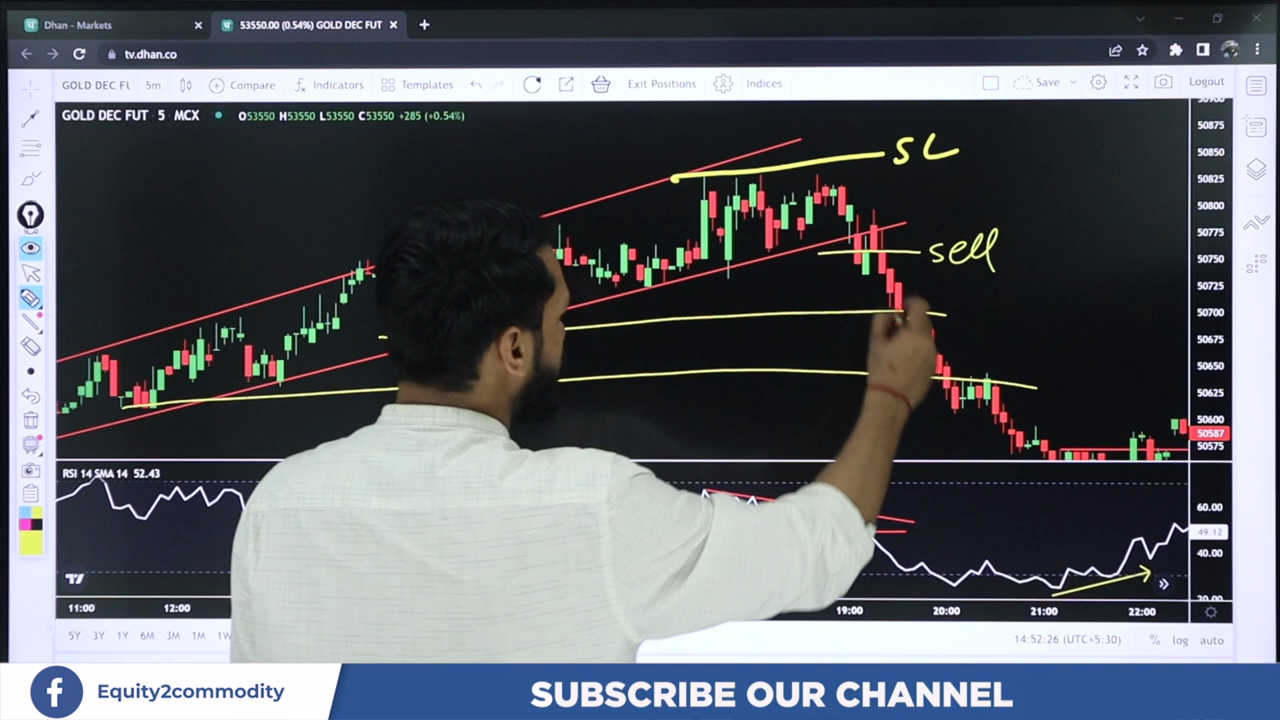 Dhan - Markets
53550.00 (0.54%) GOLD DEC FUT
tv.dhan.co
GOLD DEC FU 5m Compare Indicators Templates Exit Positions Indices Save Logout
GOLD DEC FUT · 5 · MCX O53550 H53550 L53550 C53550 +285 (+0.54%)
50900
50875
50850
50825
50800
50775
50750
50725
50700
50675
50650
50625
50600
50587
50575
SL
sell
RSI 14 SMA 14 52.43
60.00
49.12
40.00
20.00
11:00 12:00 19:00 20:00 21:00 22:00
5Y 3Y 1Y 6M 3M 1M 1W 14:52:26 (UTC+5:30) % log auto
Equity2commodity
SUBSCRIBE OUR CHANNEL